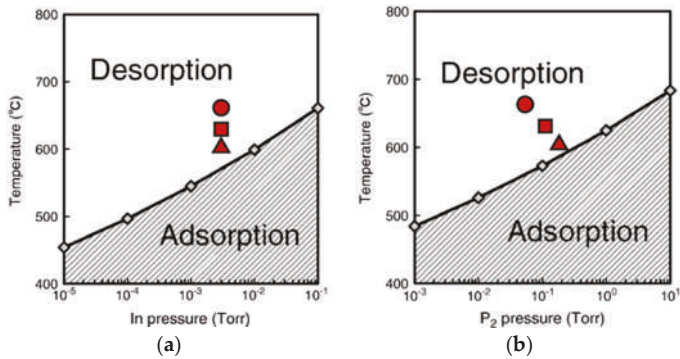 800
700
600
500
400
Temperature (℃)
Desorption
Adsorption
10-5
10-4
10-3
10-2
10-1
In pressure (Torr)
(a)
800
700
600
500
400
Temperature (℃)
Desorption
Adsorption
10-3
10-2
10-1
100
101
P2 pressure (Torr)
(b)